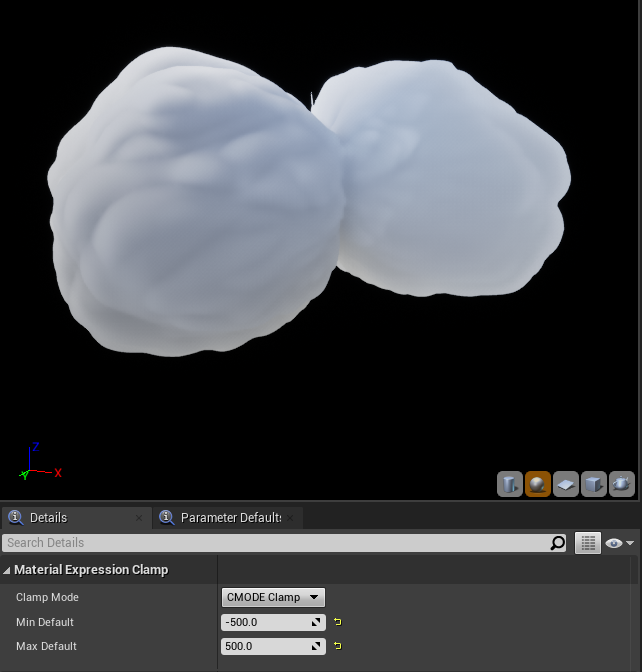 Z
X
Y
Details
Parameter Default
Search Details
Material Expression Clamp
Clamp Mode CMODE Clamp
Min Default -500.0
Max Default 500.0